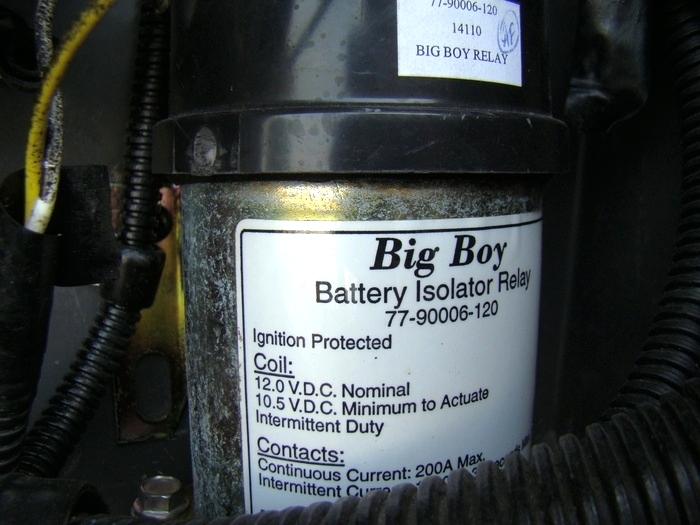 77-90006-120
14110
BIG BOY RELAY
Big Boy
Battery Isolator Relay
77-90006-120
Ignition Protected
Coil:
12.0 V.D.C. Nominal
10.5 V.D.C. Minimum to Actuate
Intermittent Duty
Contacts:
Continuous Current: 200A Max.
Intermittent